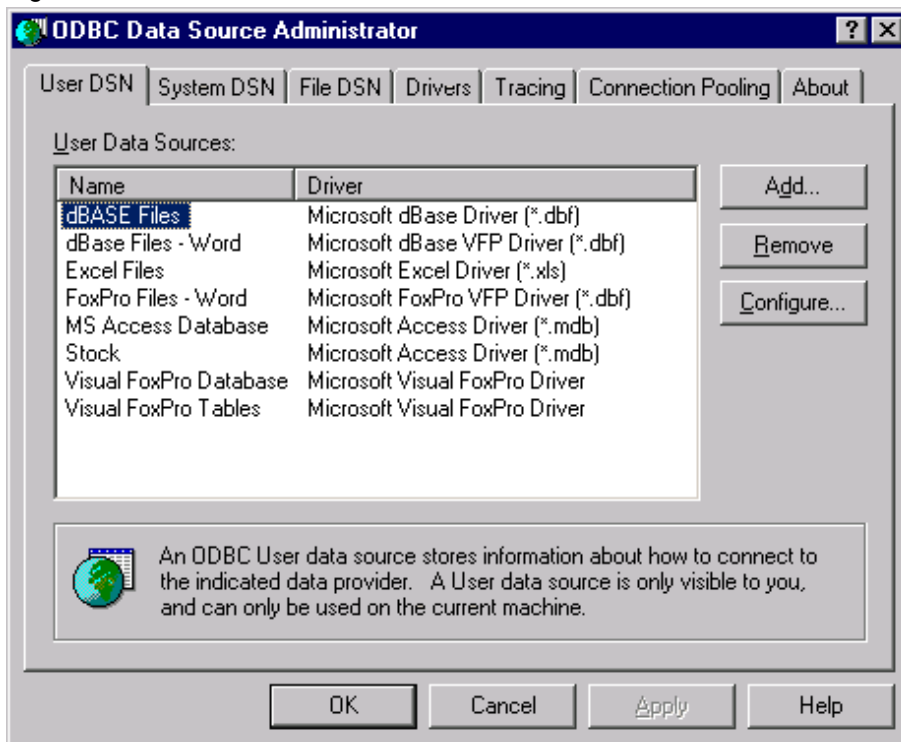 ODBC Data Source Administrator
User DSN System DSN File DSN Drivers Tracing Connection Pooling About
User Data Sources:
Name Driver
dBASE Files Microsoft dBase Driver (*.dbf)
dBase Files - Word Microsoft dBase VFP Driver (*.dbf)
Excel Files Microsoft Excel Driver (*.xls)
FoxPro Files - Word Microsoft FoxPro VFP Driver (*.dbf)
MS Access Database Microsoft Access Driver (*.mdb)
Stock Microsoft Access Driver (*.mdb)
Visual FoxPro Database Microsoft Visual FoxPro Driver
Visual FoxPro Tables Microsoft Visual FoxPro Driver
Add...
Remove
Configure...
An ODBC User data source stores information about how to connect to
the indicated data provider. A User data source is only visible to you,
and can only be used on the current machine.
OK Cancel Apply Help